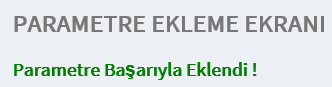 PARAMETRE EKLEME EKRANI
Parametre Başarıyla Eklendi !